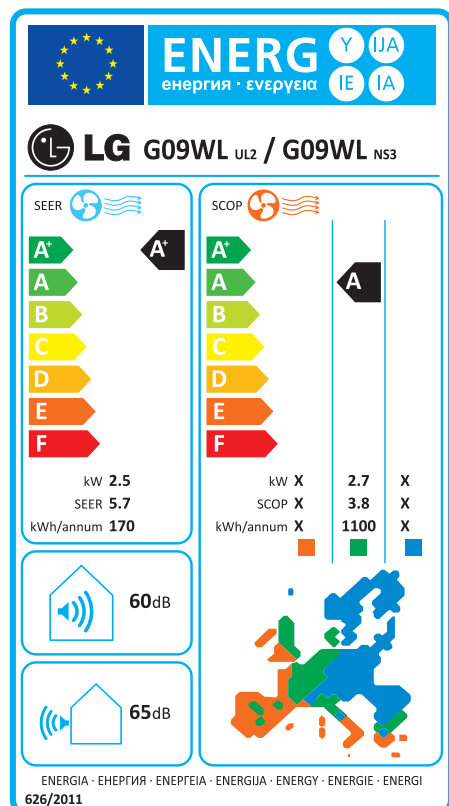 ENERG Y IJA
енергия · ενεργεια IE IA
LG G09WL UL2 / G09WL NS3
SEER
A+ A+
A
B
C
D
E
F
kW 2.5
SEER 5.7
kWh/annum 170
SCOP
A+
A A
B
C
D
E
F
kW X 2.7 X
SCOP X 3.8 X
kWh/annum X 1100 X
60dB
65dB
ENERGIA · ЕНЕРГИЯ · ΕΝΕΡΓΕΙΑ · ENERGIJA · ENERGY · ENERGIE · ENERGI
626/2011